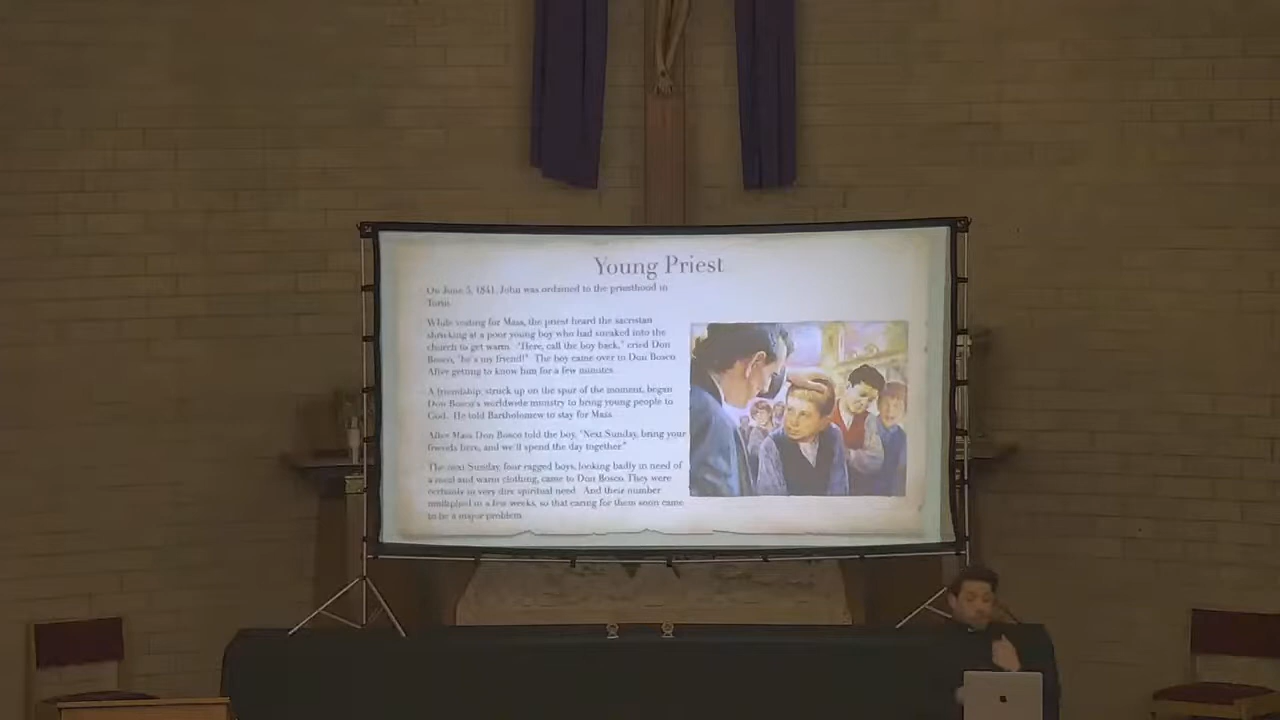 Young Priest
On June 5, 1841, John was ordained to the priesthood in
Turin.
While vesting for Mass, the priest heard the sacristan
shrieking at a poor young boy who had sneaked into the
church to get warm. "Here, call the boy back," cried Don
Bosco, "he's my friend!" The boy came over to Don Bosco
After getting to know him for a few minutes...
A friendship, struck up on the spur of the moment, began
Don Bosco's worldwide ministry to bring young people to
God. He told Bartholomew to stay for Mass.
After Mass Don Bosco told the boy, "Next Sunday, bring your
friends here, and we'll spend the day together."
The next Sunday, four ragged boys, looking badly in need of
a meal and warm clothing, came to Don Bosco. They were
certainly in very dire spiritual need. And their number
multiplied in a few weeks, so that caring for them soon came
to be a major problem.